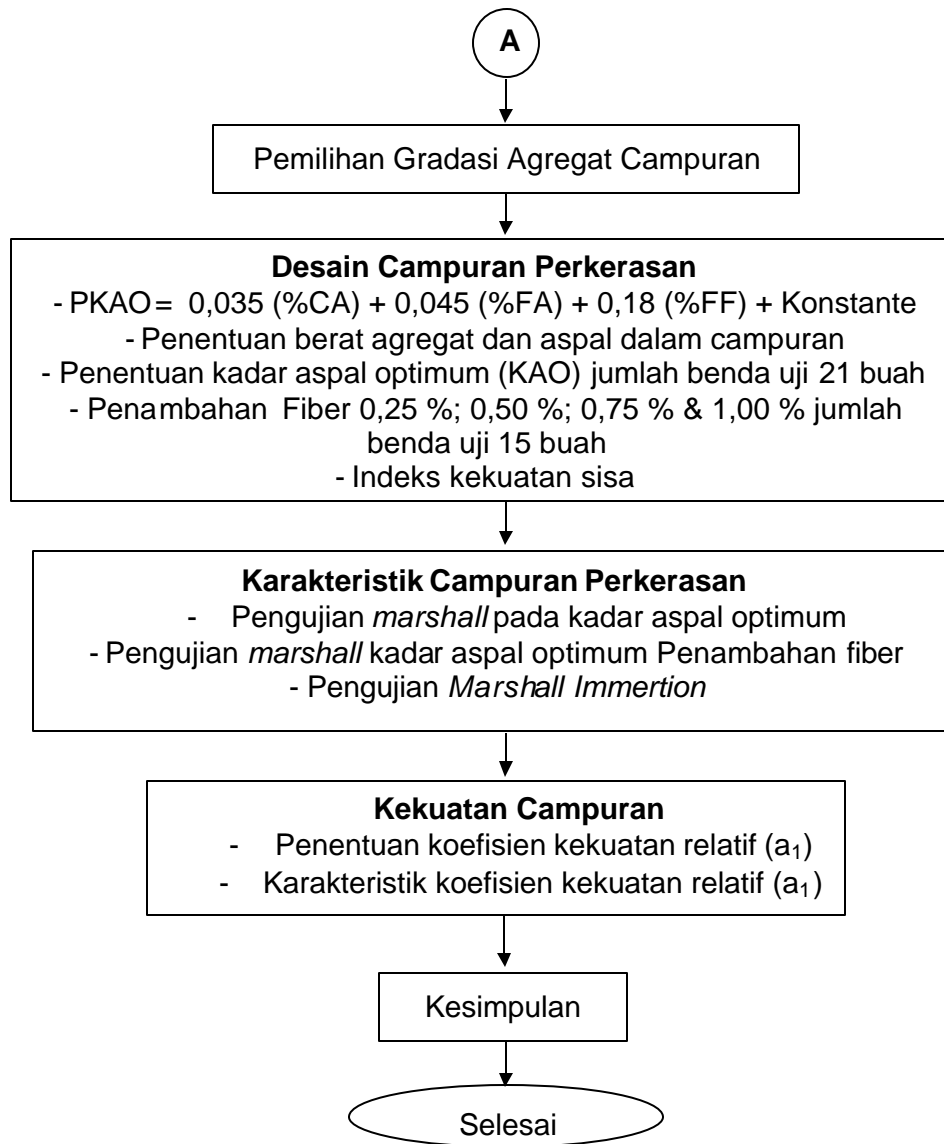 A
Pemilihan Gradasi Agregat Campuran
Desain Campuran Perkerasan
- PKAO= 0,035 (%CA) + 0,045 (%FA) + 0,18 (%FF) + Konstante
- Penentuan berat agregat dan aspal dalam campuran
- Penentuan kadar aspal optimum (KAO) jumlah benda uji 21 buah
- Penambahan Fiber 0,25 %; 0,50 %; 0,75 % & 1,00 % jumlah
benda uji 15 buah
- Indeks kekuatan sisa
Karakteristik Campuran Perkerasan
- Pengujian marshall pada kadar aspal optimum
- Pengujian marshall kadar aspal optimum Penambahan fiber
- Pengujian Marshall Immertion
Kekuatan Campuran
- Penentuan koefisien kekuatan relatif (a₁)
- Karakteristik koefisien kekuatan relatif (a₁)
Kesimpulan
Selesai